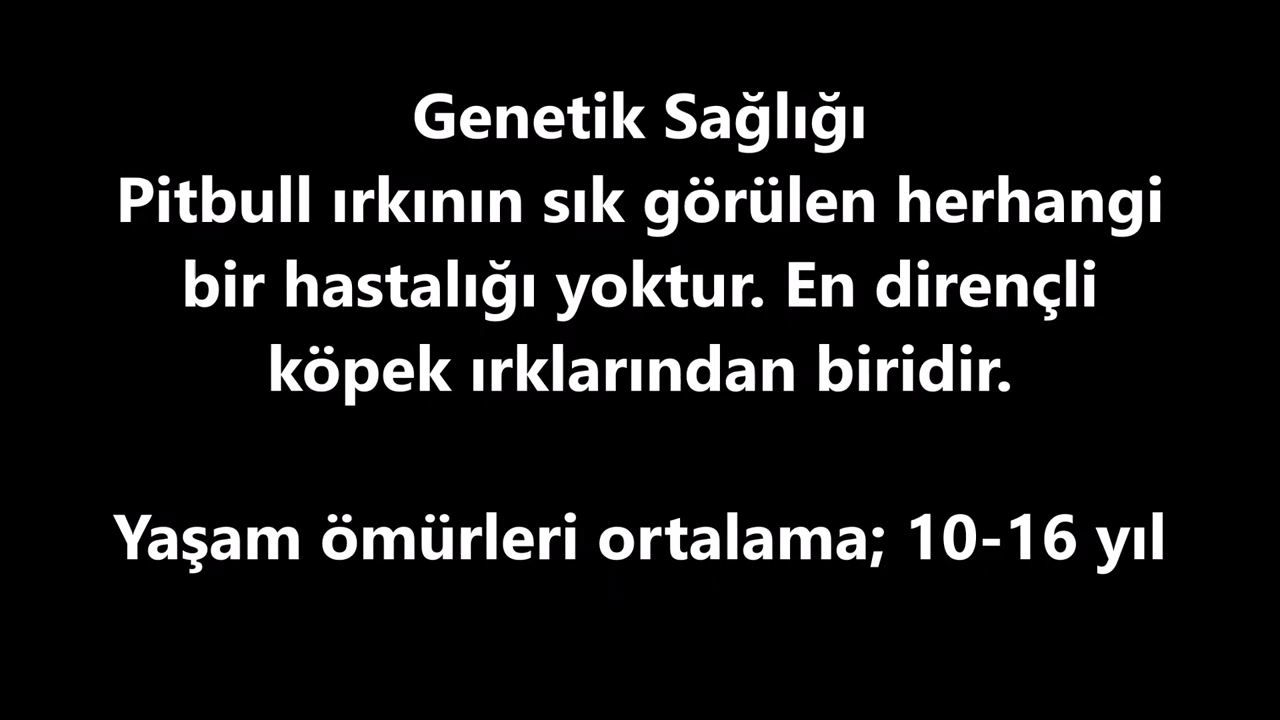 Genetik Sağlığı
Pitbull ırkının sık görülen herhangi
bir hastalığı yoktur. En dirençli
köpek ırklarından biridir.
Yaşam ömürleri ortalama; 10-16 yıl